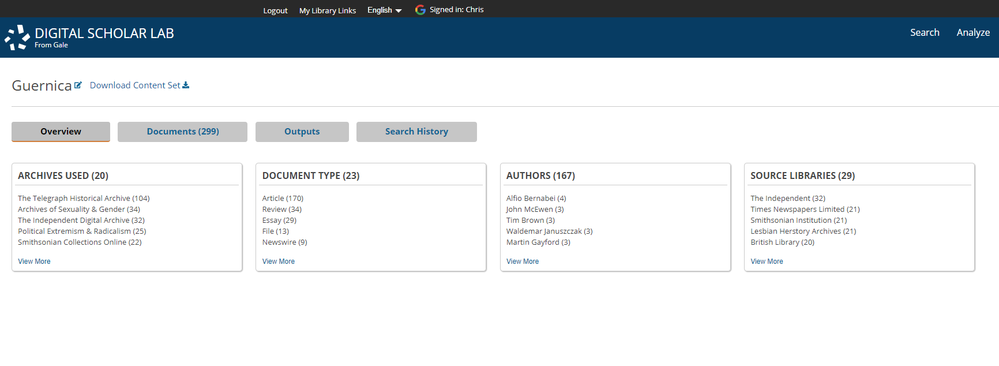 Logout My Library Links English Signed in: Chris
DIGITAL SCHOLAR LAB
From Gale
Search Analyze
Guernica Download Content Set
Overview Documents (299) Outputs Search History
ARCHIVES USED (20)
The Telegraph Historical Archive (104)
Archives of Sexuality & Gender (34)
The Independent Digital Archive (32)
Political Extremism & Radicalism (25)
Smithsonian Collections Online (22)
View More
DOCUMENT TYPE (23)
Article (170)
Review (34)
Essay (29)
File (13)
Newswire (9)
View More
AUTHORS (167)
Alfio Bernabei (4)
John McEwen (3)
Tim Brown (3)
Waldemar Januszczak (3)
Martin Gayford (3)
View More
SOURCE LIBRARIES (29)
The Independent (32)
Times Newspapers Limited (21)
Smithsonian Institution (21)
Lesbian Herstory Archives (21)
British Library (20)
View More